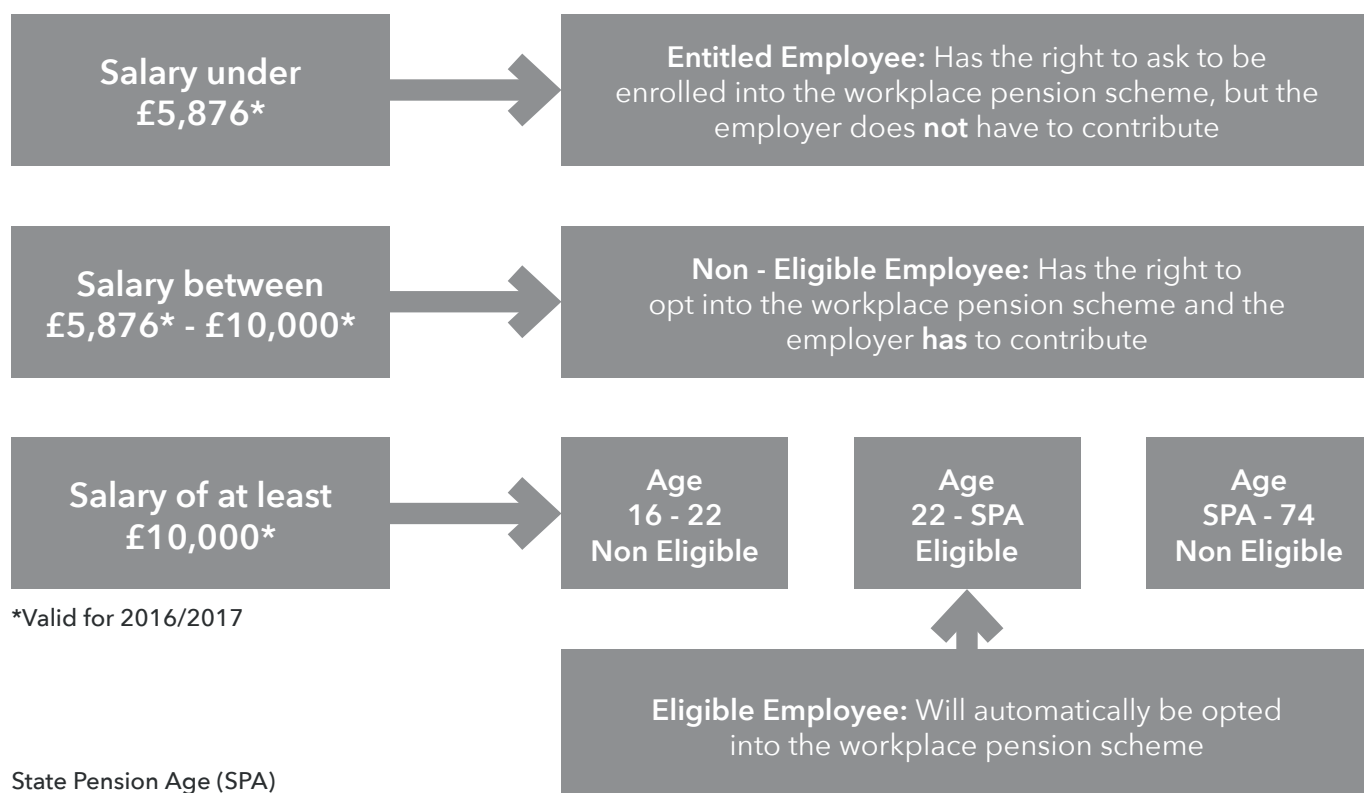 Salary under
£5,876*
Entitled Employee: Has the right to ask to be
enrolled into the workplace pension scheme, but the
employer does not have to contribute
Salary between
£5,876* - £10,000*
Non - Eligible Employee: Has the right to
opt into the workplace pension scheme and the
employer has to contribute
Salary of at least
£10,000*
Age
16 - 22
Non Eligible
Age
22 - SPA
Eligible
Age
SPA - 74
Non Eligible
*Valid for 2016/2017
Eligible Employee: Will automatically be opted
into the workplace pension scheme
State Pension Age (SPA)